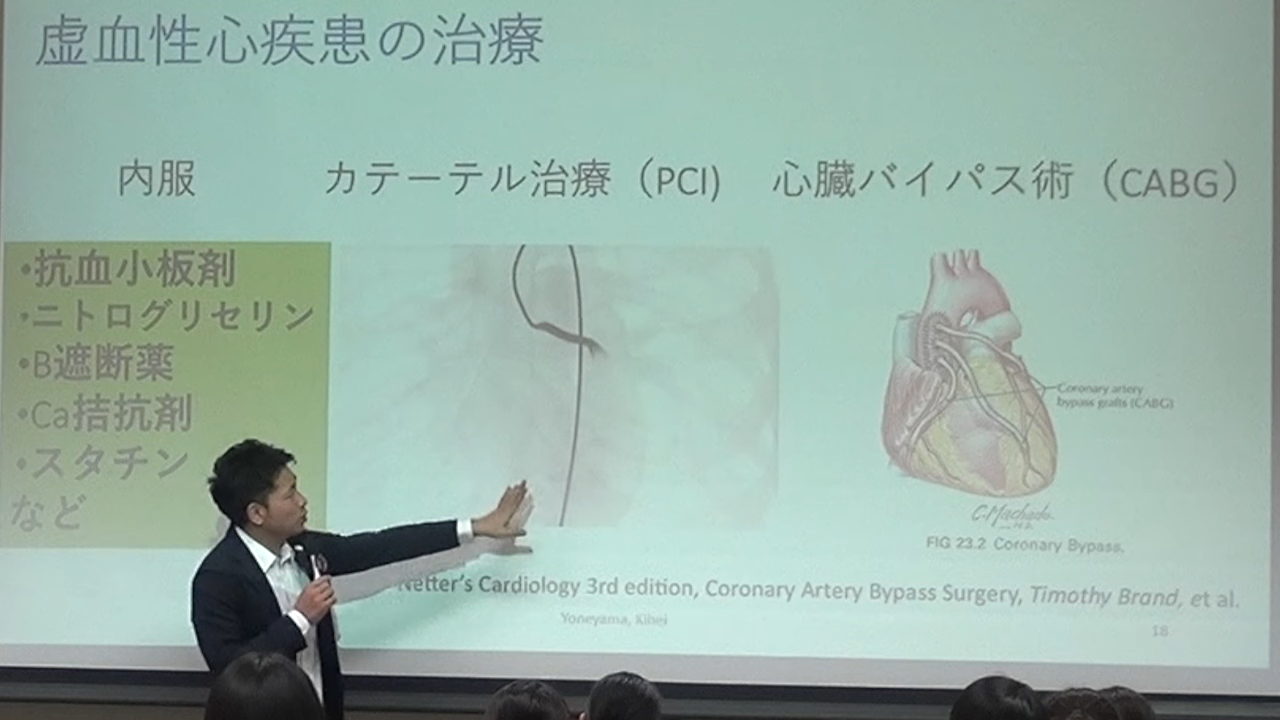 虚血性心疾患の治療
内服
カテーテル治療（PCI)
心臓バイパス術（CABG）
•抗血小板剤
•ニトログリセリン
•B遮断薬
•Ca拮抗剤
•スタチン
など
Coronary artery
bypass grafts (CABG)
C.Machado
M.D.
FIG 23.2 Coronary Bypass.
Netter's Cardiology 3rd edition, Coronary Artery Bypass Surgery, Timothy Brand, et al.
Yoneyama, Kihei
18